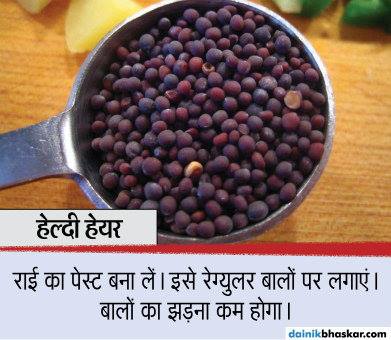 हेल्दी हेयर
राई का पेस्ट बना लें। इसे रेग्युलर बालों पर लगाएं।
बालों का झड़ना कम होगा।
dainikbhaskar.com